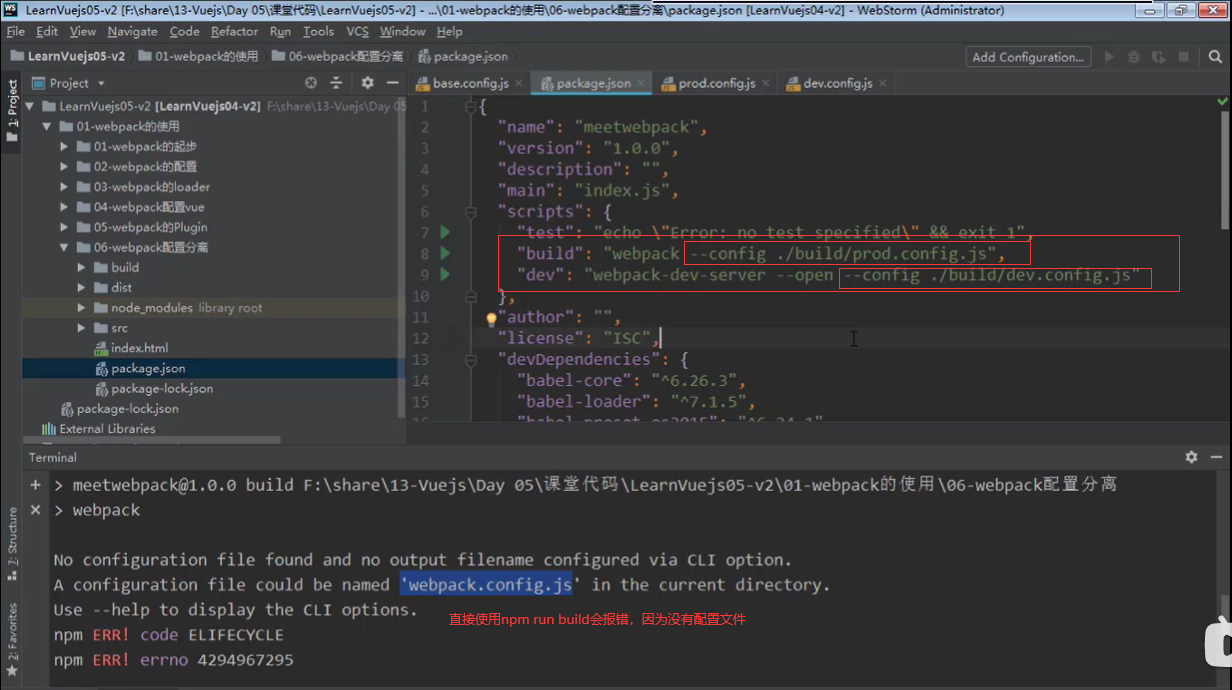 LearnVuejs05-v2 [F:\share\13-Vuejs\Day 05\课堂代码\LearnVuejs05-v2] - ...\01-webpack的使用\06-webpack配置分离\package.json [LearnVuejs04-v2] - WebStorm (Administrator)
File Edit View Navigate Code Refactor Run Tools VCS Window Help
LearnVuejs05-v2 01-webpack的使用 06-webpack配置分离 package.json Add Configuration...
Project
base.config.js package.json prod.config.js dev.config.js
1: Project
LearnVuejs05-v2 [LearnVuejs04-v2] F:\share\13-Vuejs\Day 05
01-webpack的使用
01-webpack的起步
02-webpack的配置
03-webpack的loader
04-webpack配置vue
05-webpack的Plugin
06-webpack配置分离
build
dist
node_modules library root
src
index.html
package.json
package-lock.json
package-lock.json
External Libraries
1 {
2 "name": "meetwebpack",
3 "version": "1.0.0",
4 "description": "",
5 "main": "index.js",
6 "scripts": {
7 "test": "echo \"Error: no test specified\" && exit 1",
8 "build": "webpack --config ./build/prod.config.js",
9 "dev": "webpack-dev-server --open --config ./build/dev.config.js"
10 },
11 "author": "",
12 "license": "ISC",
13 "devDependencies": {
14 "babel-core": "^6.26.3",
15 "babel-loader": "^7.1.5",
16 "babel-preset-es2015": "^6.24.1"
Terminal
> meetwebpack@1.0.0 build F:\share\13-Vuejs\Day 05\课堂代码\LearnVuejs05-v2\01-webpack的使用\06-webpack配置分离
> webpack
No configuration file found and no output filename configured via CLI option.
A configuration file could be named 'webpack.config.js' in the current directory.
Use --help to display the CLI options.
直接使用npm run build会报错，因为没有配置文件
npm ERR! code ELIFECYCLE
npm ERR! errno 4294967295
7: Structure
2: Favorites